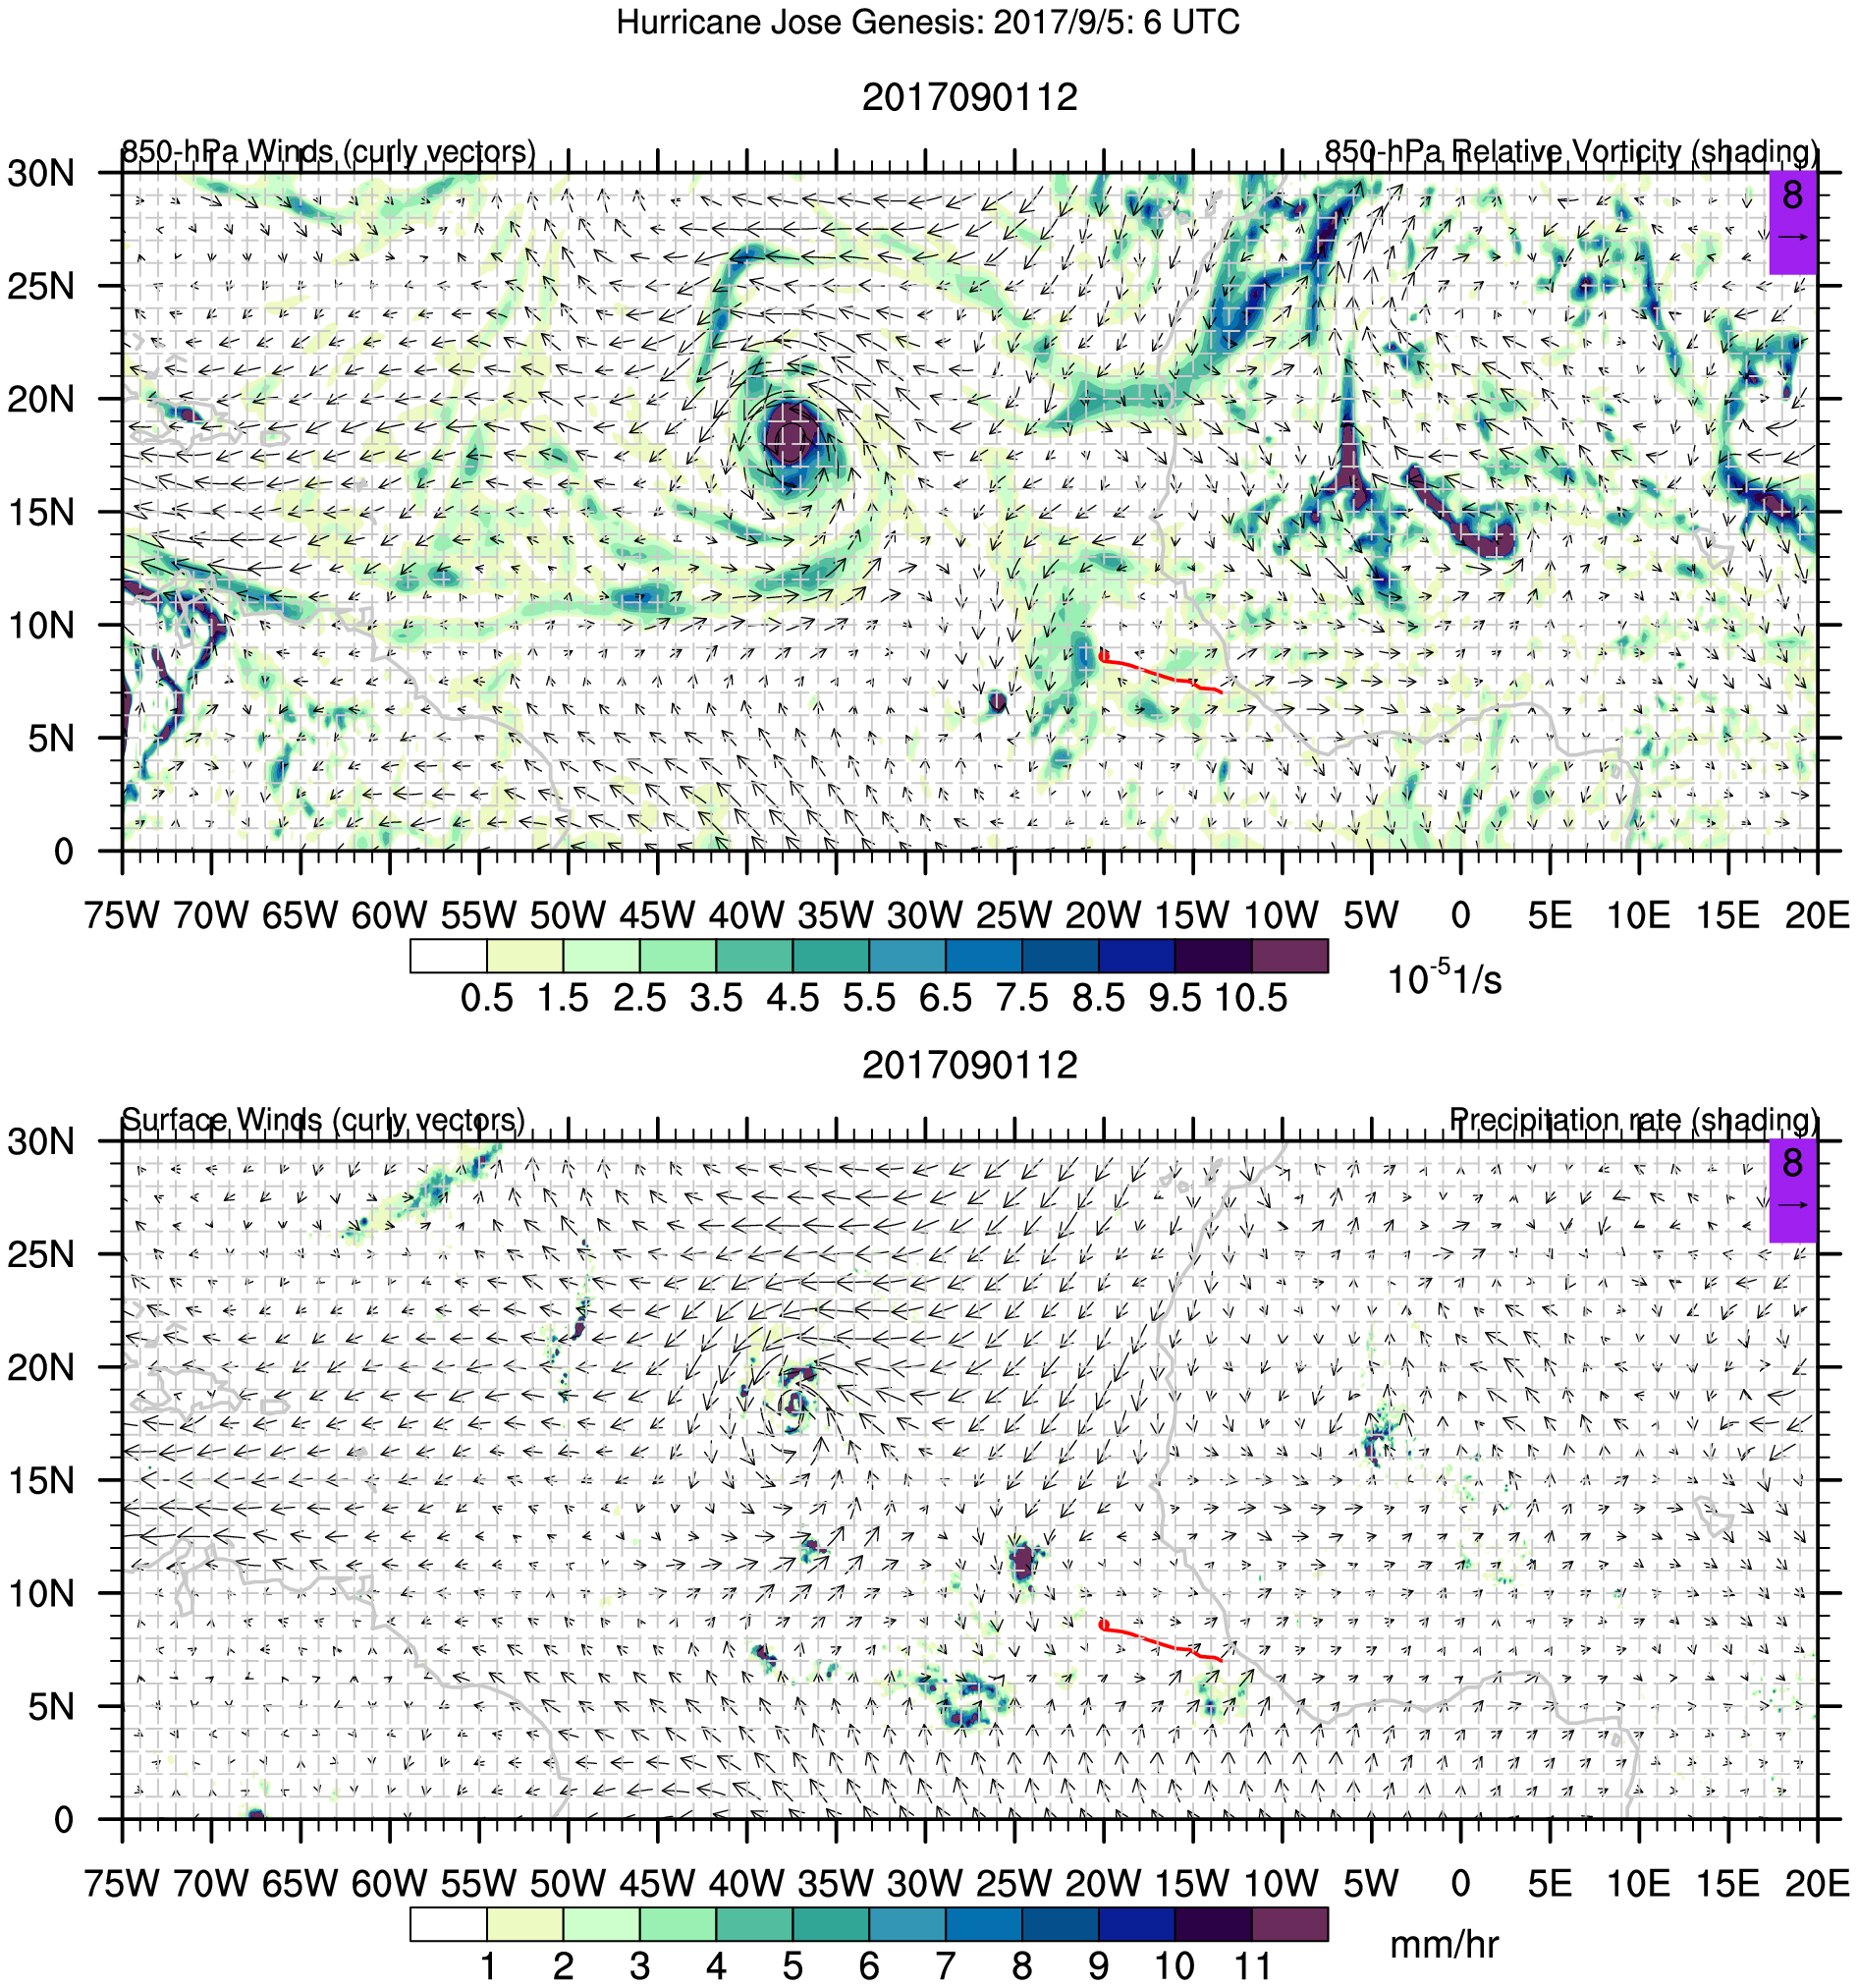 Hurricane Jose Genesis: 2017/9/5: 6 UTC
2017090112
850-hPa Winds (curly vectors) 850-hPa Relative Vorticity (shading)
8
30N
25N
20N
15N
10N
5N
0
75W 70W 65W 60W 55W 50W 45W 40W 35W 30W 25W 20W 15W 10W 5W 0 5E 10E 15E 20E
0.5 1.5 2.5 3.5 4.5 5.5 6.5 7.5 8.5 9.5 10.5
10⁻⁵1/s
2017090112
Surface Winds (curly vectors) Precipitation rate (shading)
8
30N
25N
20N
15N
10N
5N
0
75W 70W 65W 60W 55W 50W 45W 40W 35W 30W 25W 20W 15W 10W 5W 0 5E 10E 15E 20E
1 2 3 4 5 6 7 8 9 10 11
mm/hr